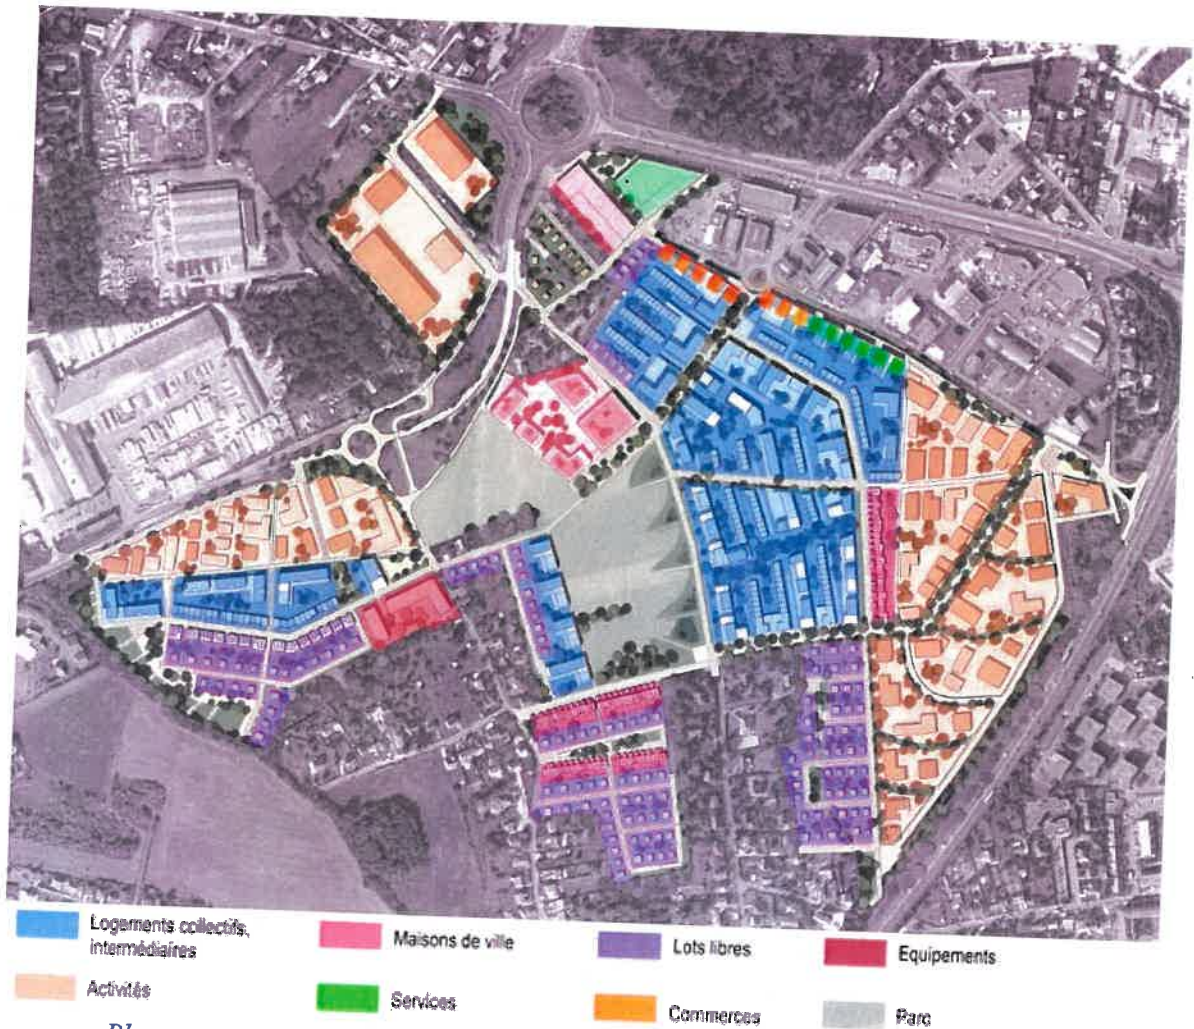 Logements collectifs,
intermédiaires
Maisons de ville
Lots libres
Equipements
Activités
Services
Commerces
Parc